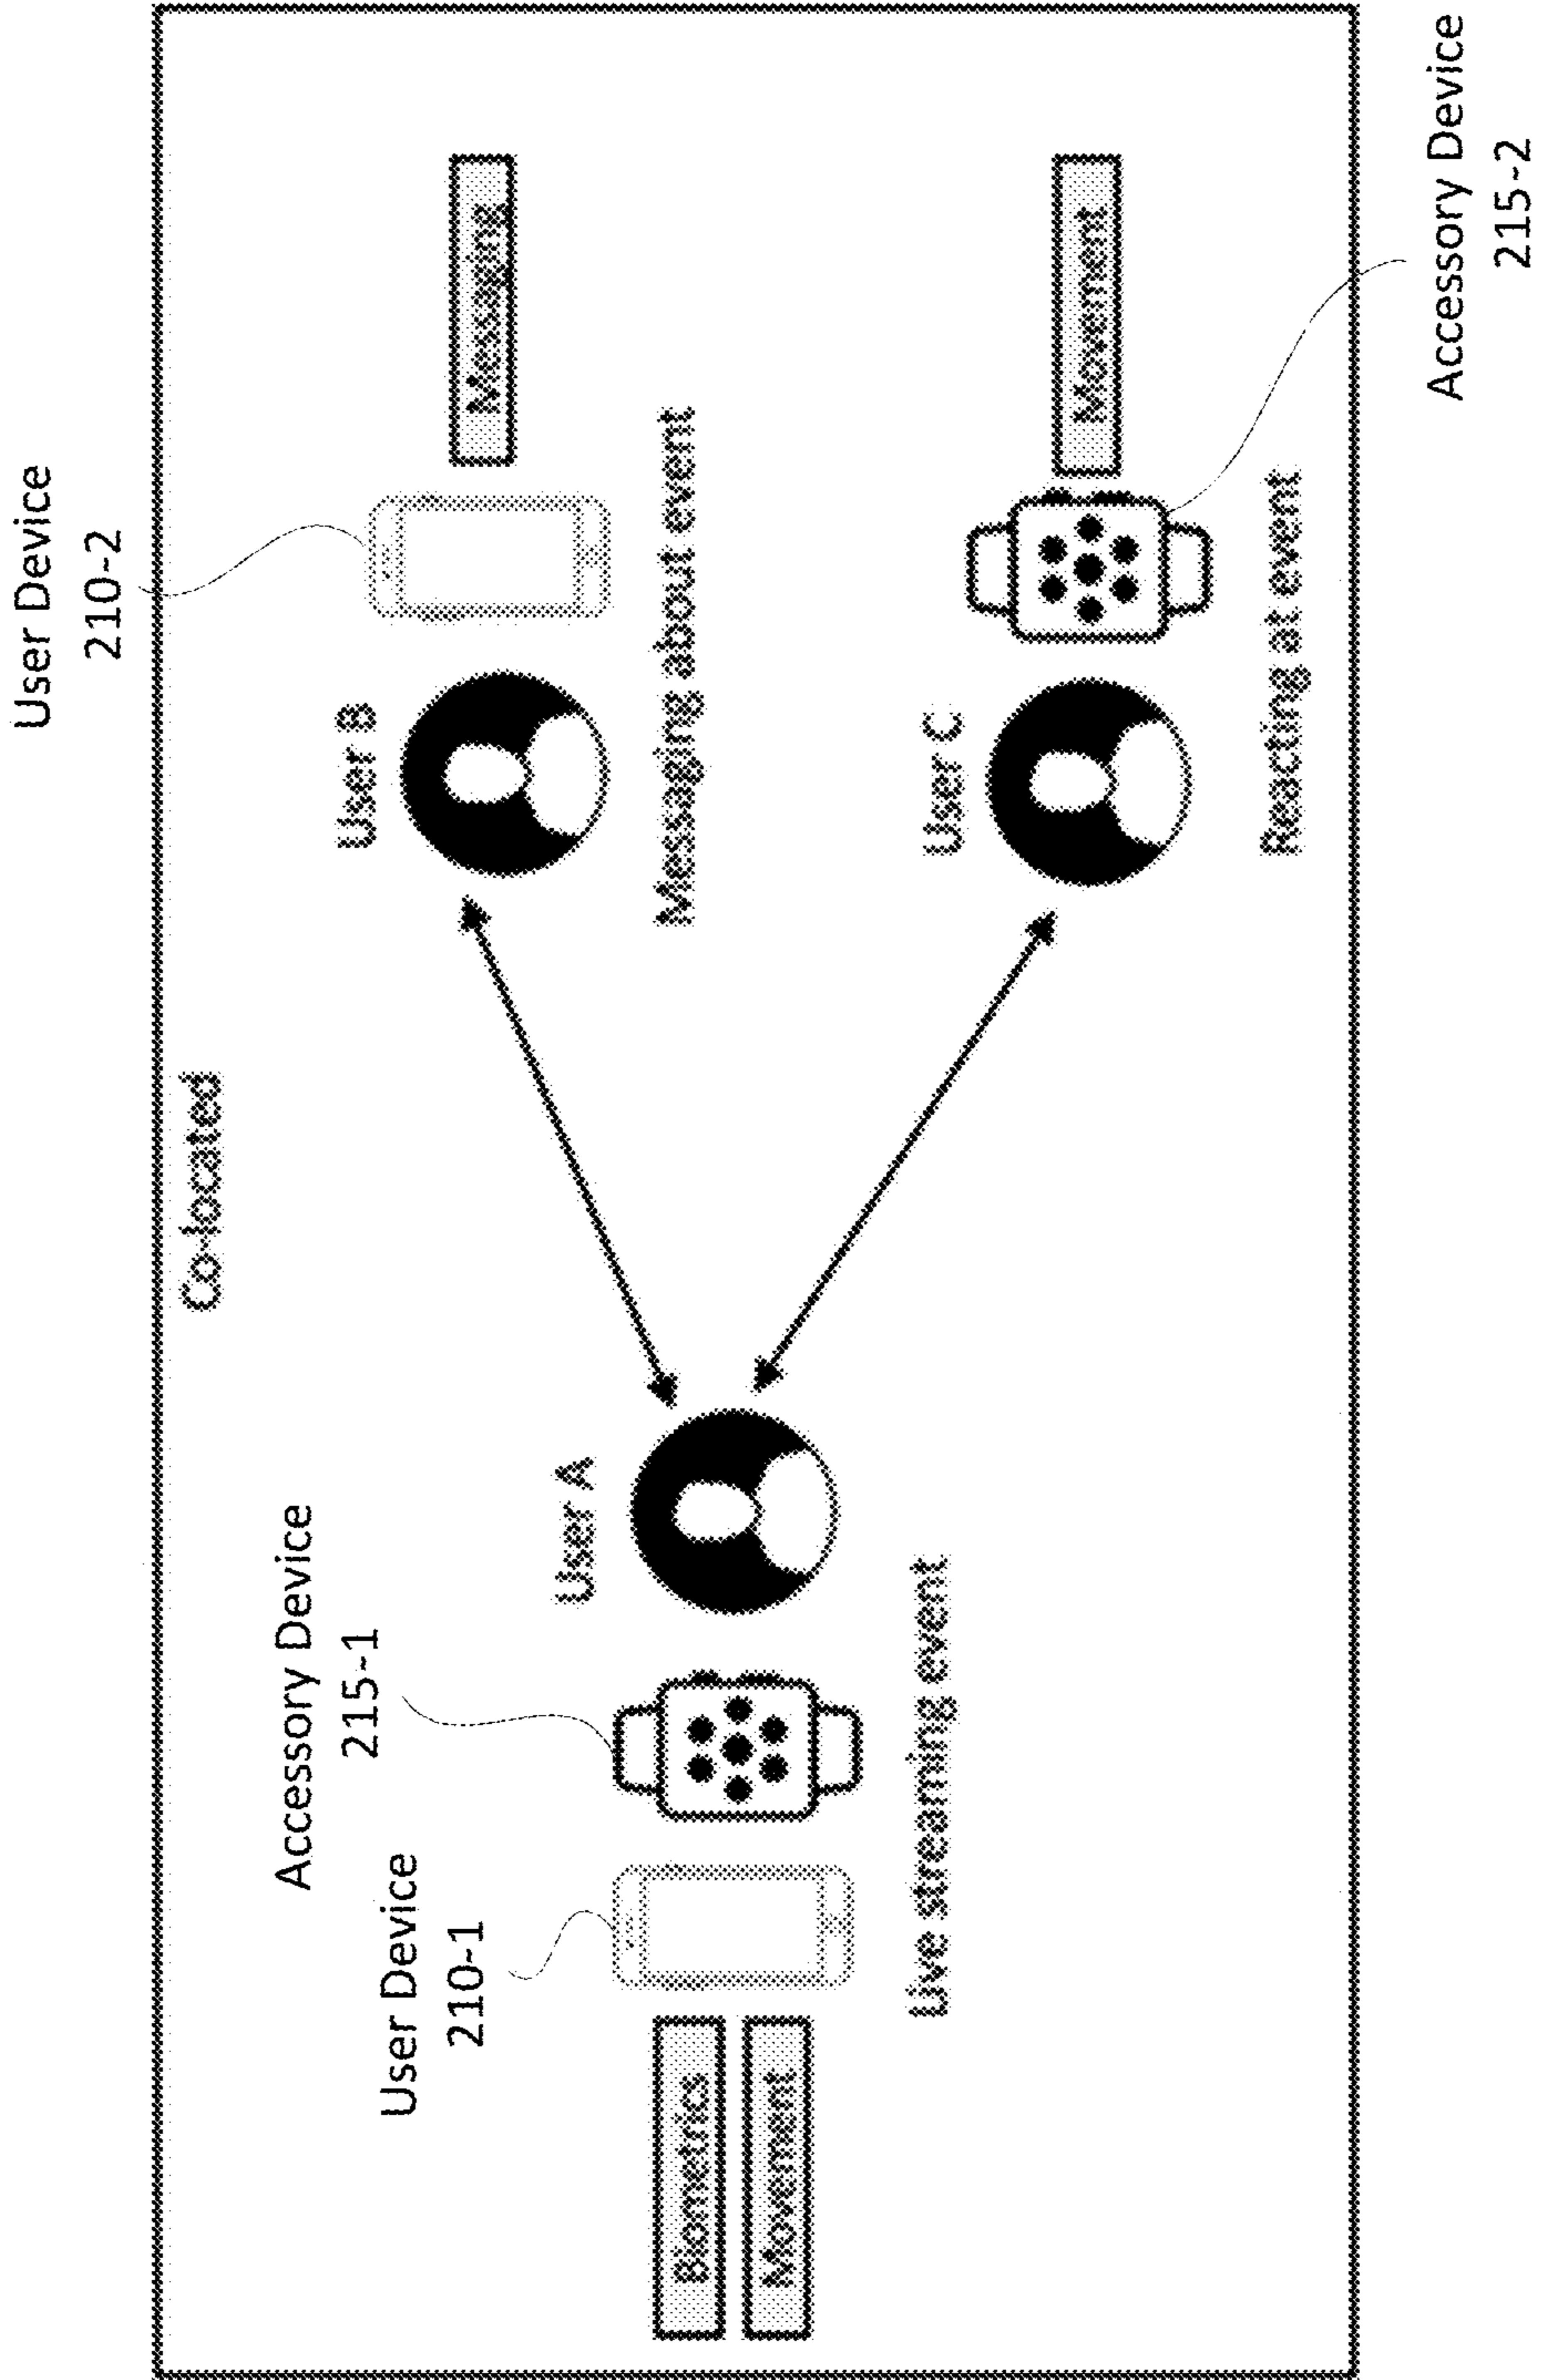 User Device
210-2
Co-located
Accessory Device
215-1
User Device
210-1
User A
Biometrics
Movement
Live streaming event
User B
Messaging
Messaging about event
User C
Movement
Reacting at event
Accessory Device
215-2